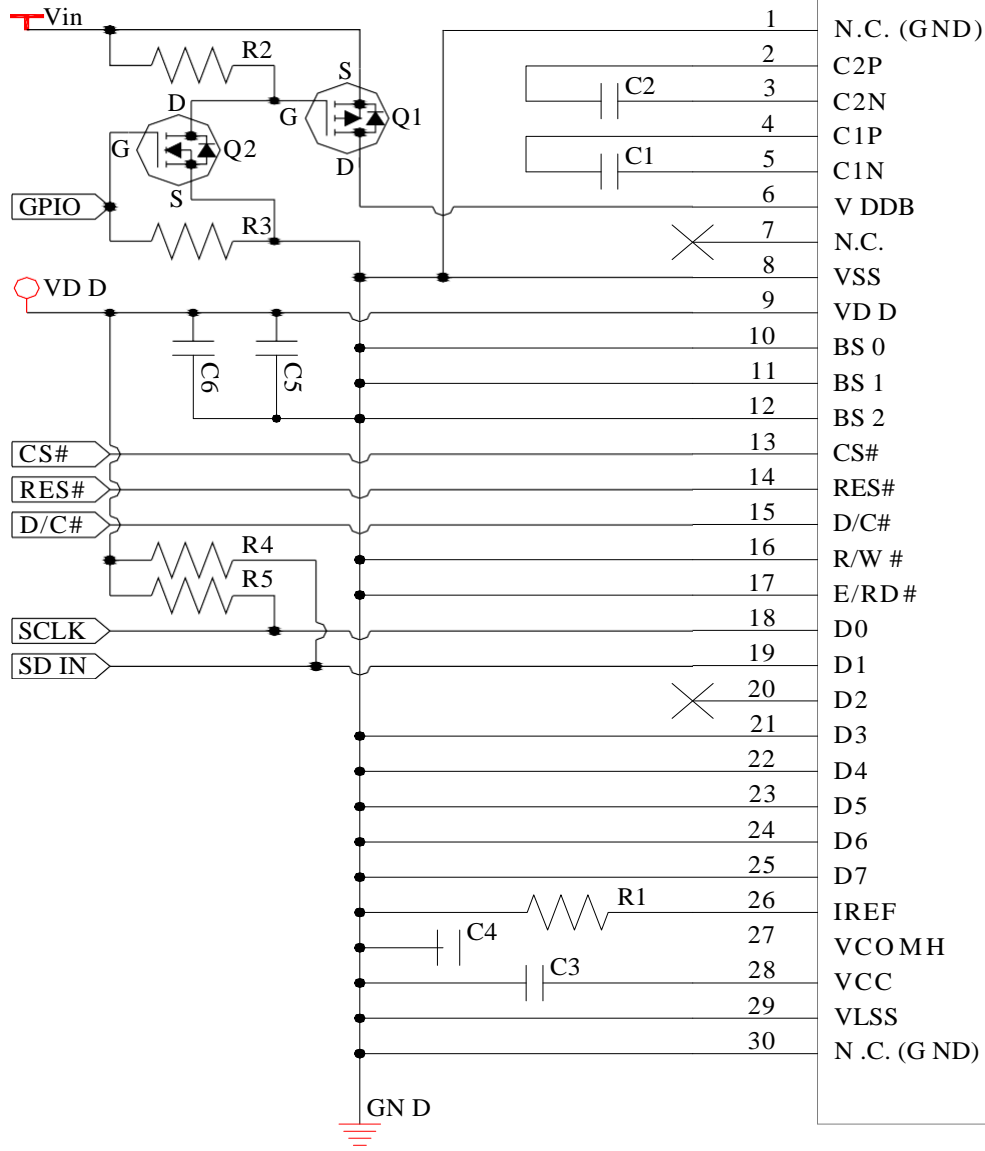 Vin
R2
S
D
G
Q1
G
Q2
D
S
GPIO
R3
VD D
C6
C5
CS#
RES#
D/C#
R4
R5
SCLK
SD IN
C2
C1
R1
C4
C3
GN D
1 N.C. (GND)
2 C2P
3 C2N
4 C1P
5 C1N
6 V DDB
7 N.C.
8 VSS
9 VD D
10 BS 0
11 BS 1
12 BS 2
13 CS#
14 RES#
15 D/C#
16 R/W #
17 E/RD #
18 D0
19 D1
20 D2
21 D3
22 D4
23 D5
24 D6
25 D7
26 IREF
27 VCOMH
28 VCC
29 VLSS
30 N .C. (G ND)